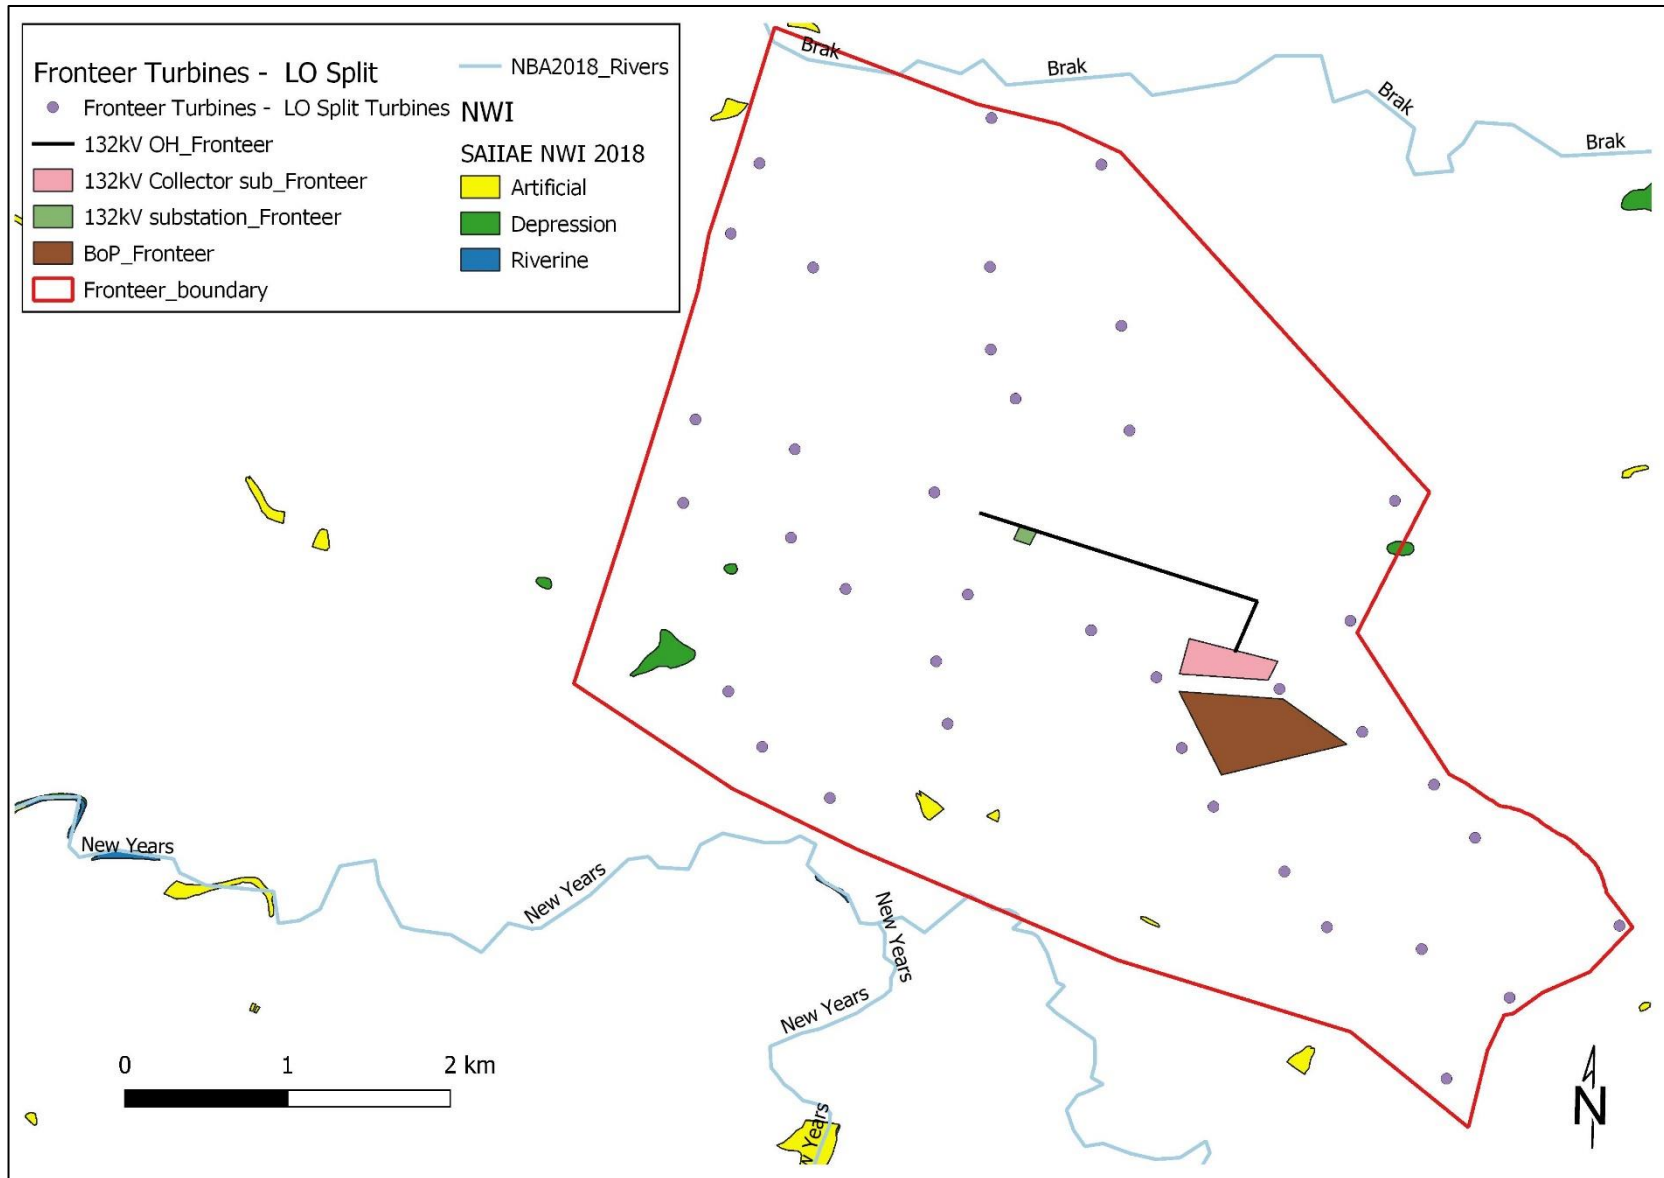 Fronteer Turbines - LO Split
Fronteer Turbines - LO Split Turbines
132kV OH_Fronteer
132kV Collector sub_Fronteer
132kV substation_Fronteer
BoP_Fronteer
Fronteer_boundary
NBA2018_Rivers
NWI
SAIIAE NWI 2018
Artificial
Depression
Riverine
Brak
Brak
Brak
Brak
New Years
New Years
New Years
New Years
w Years
0 1 2 km
N